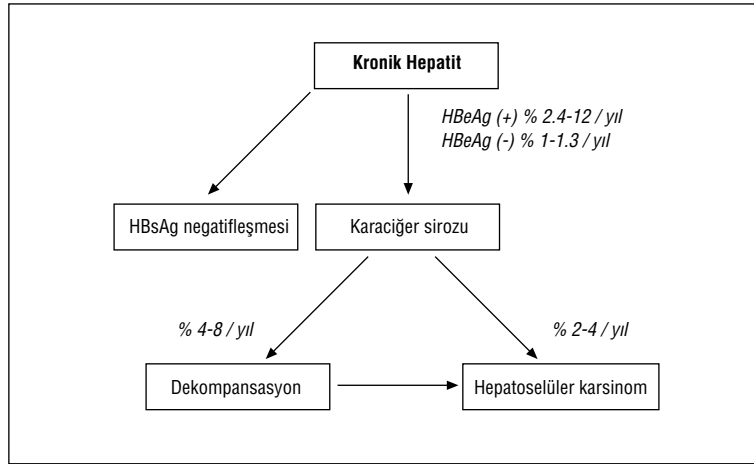 Kronik Hepatit
HBeAg (+) % 2.4-12 / yıl
HBeAg (-) % 1-1.3 / yıl
HBsAg negatifleşmesi
Karaciğer sirozu
% 4-8 / yıl
% 2-4 / yıl
Dekompansasyon
Hepatoselüler karsinom